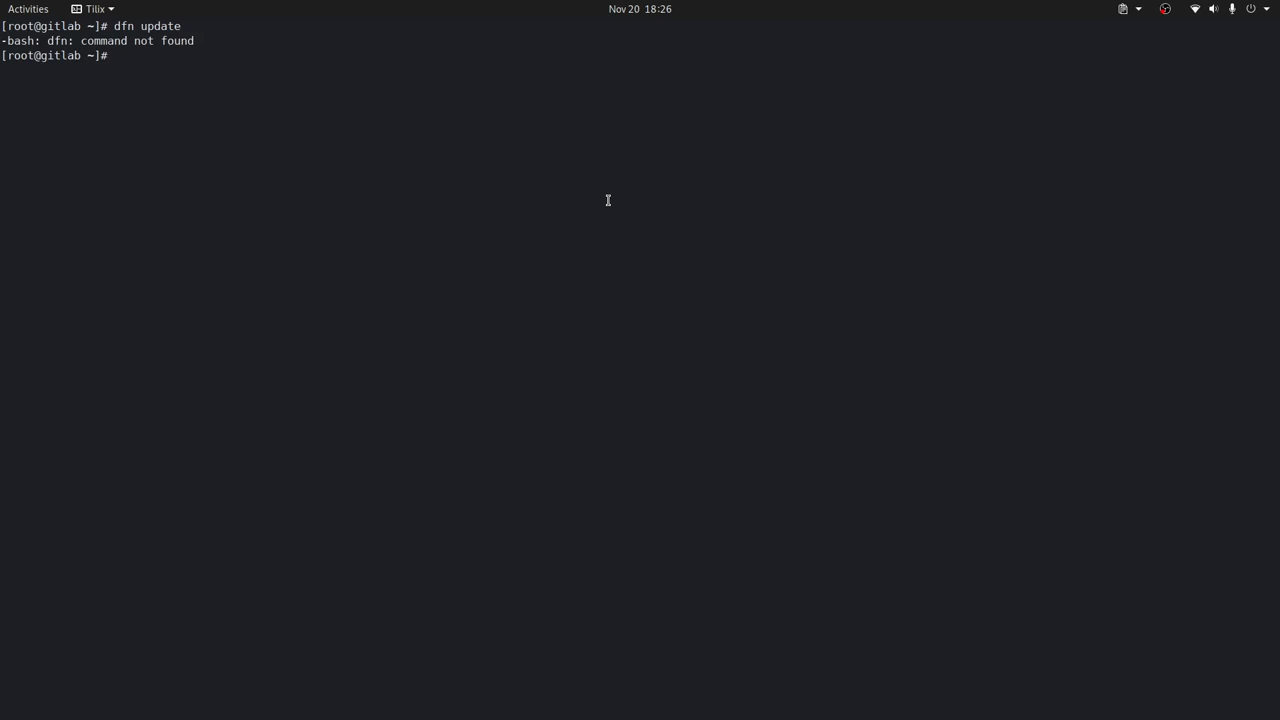 Activities Tilix Nov 20 18:26
[root@gitlab ~]# dfn update
-bash: dfn: command not found
[root@gitlab ~]#